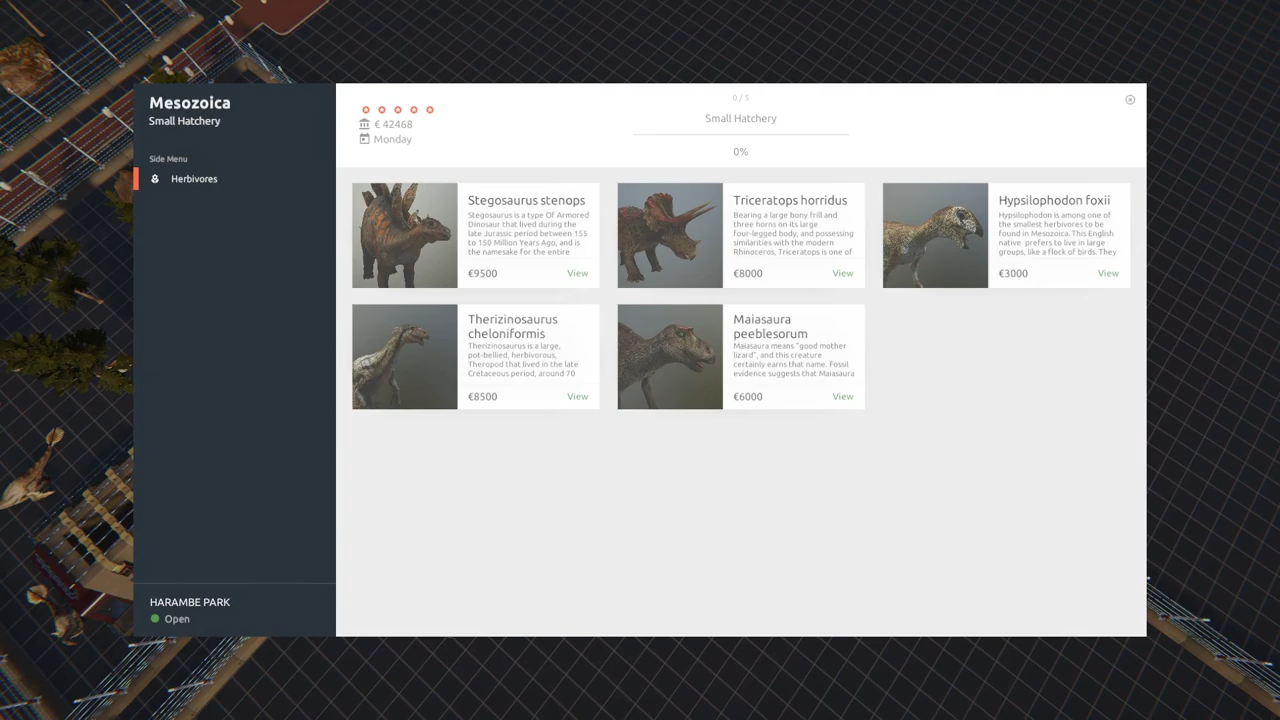 Mesozoica
Small Hatchery
Side Menu
Herbivores
HARAMBE PARK
Open
€ 42468
Monday
0 / 5
Small Hatchery
0%
Stegosaurus stenops
Stegosaurus is a type Of Armored
Dinosaur that lived during the
late Jurassic period between 155
to 150 Million Years Ago, and is
the namesake for the entire
€9500
View
Triceratops horridus
Bearing a large bony frill and
three horns on its large
four-legged body, and possessing
similarities with the modern
Rhinoceros, Triceratops is one of
€8000
View
Hypsilophodon foxii
Hypsilophodon is among one of
the smallest herbivores to be
found in Mesozoica. This English
native prefers to live in large
groups, like a flock of birds. They
€3000
View
Therizinosaurus
cheloniformis
Therizinosaurus is a large,
pot-bellied, herbivorous,
Theropod that lived in the late
Cretaceous period, around 70
€8500
View
Maiasaura
peeblesorum
Maiasaura means "good mother
lizard", and this creature
certainly earns that name. Fossil
evidence suggests that Maiasaura
€6000
View